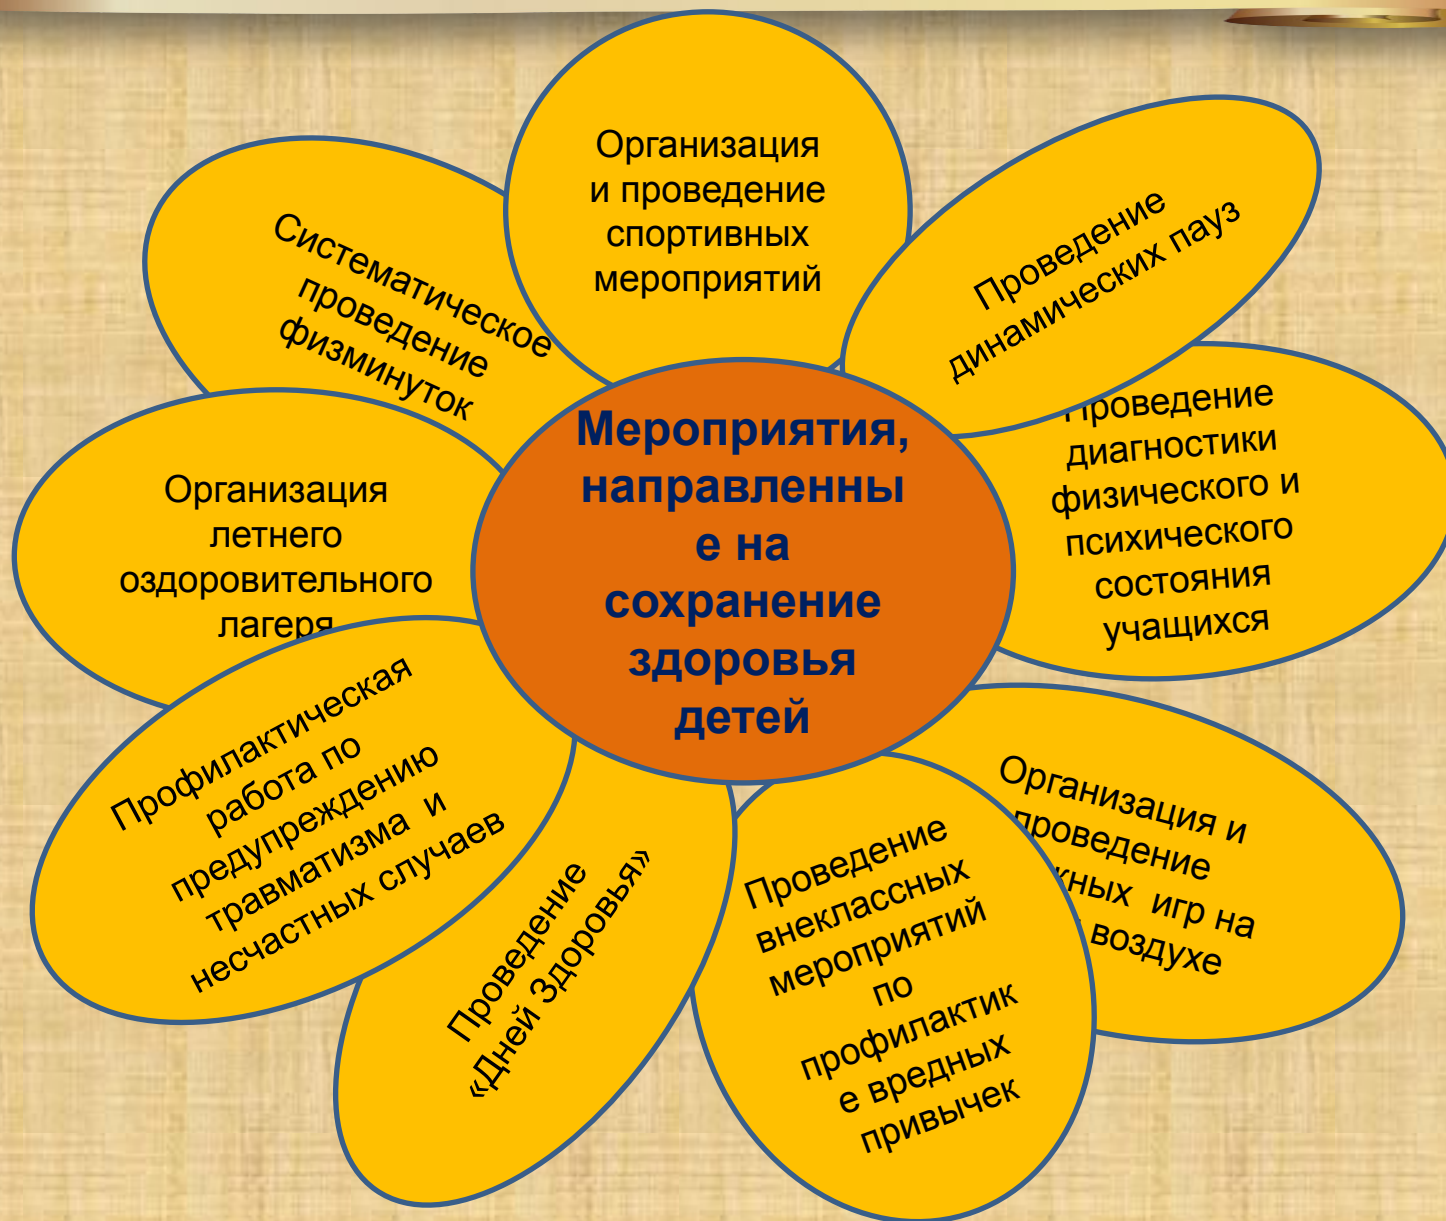 Организация
и проведение
спортивных
мероприятий
Проведение
динамических пауз
Проведение
диагностики
физического и
психического
состояния
учащихся
Организация и
проведение
игр на
воздухе
Проведение
внеклассных
мероприятий
по
профилактик
е вредных
привычек
Проведение
«Дней Здоровья»
Профилактическая
работа по
предупреждению
травматизма и
несчастных случаев
Организация
летнего
оздоровительного
лагеря
Систематическое
проведение
физминуток
Мероприятия,
направленны
е на
сохранение
здоровья
детей